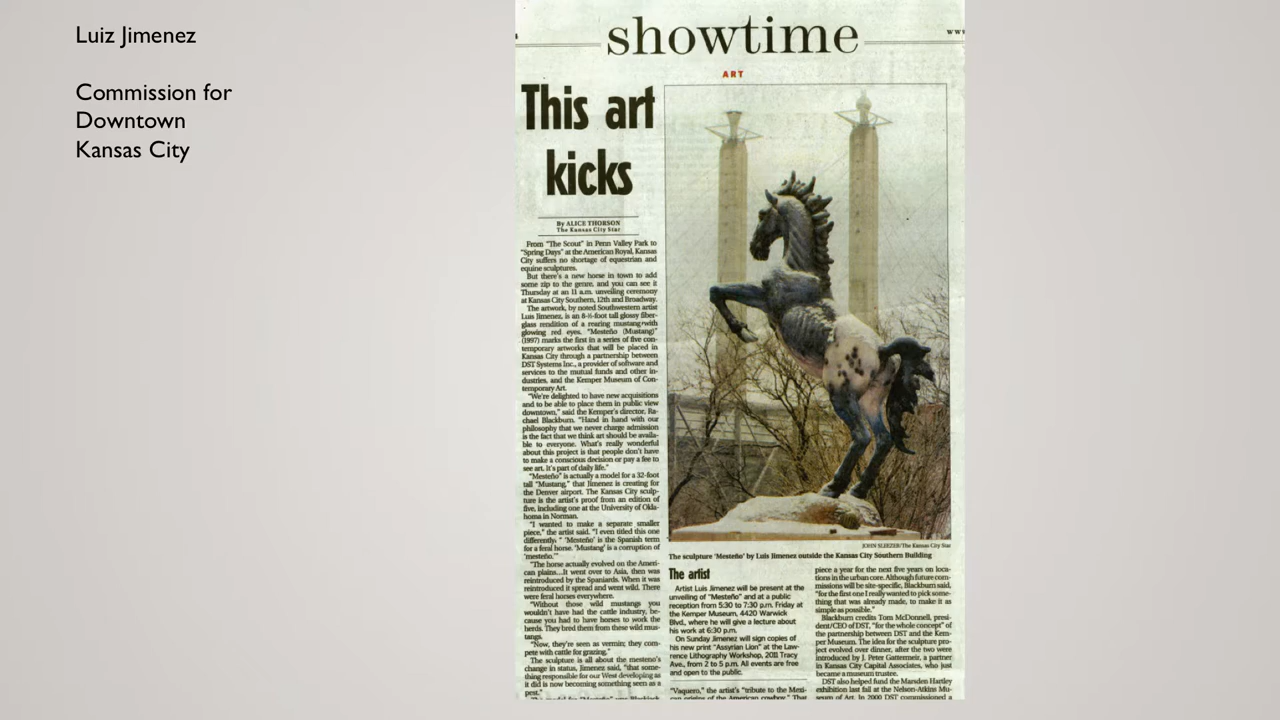 Luiz Jimenez
Commission for
Downtown
Kansas City
showtime
ART
This art
kicks
By ALICE THORSON
The Kansas City Star
From "The Scout" in Penn Valley Park to
"Spring Days" at the American Royal, Kansas
City suffers no shortage of equestrian and
equine sculptures.
But there's a new horse in town to add
some zip to the genre, and you can see it
Thursday at an 11 a.m. unveiling ceremony
at Kansas City Southern, 12th and Broadway.
The artwork, by noted Southwestern artist
Luis Jimenez, is an 8-½-foot tall glossy fiber-
glass rendition of a rearing mustang with
glowing red eyes. "Mesteño (Mustang)"
(1997) marks the first in a series of five con-
temporary artworks that will be placed in
Kansas City through a partnership between
DST Systems Inc., a provider of software and
services to the mutual funds and other in-
dustries, and the Kemper Museum of Con-
temporary Art.
"We're delighted to have new acquisitions
and to be able to place them in public view
downtown," said the Kemper's director, Ra-
chael Blackburn. "Hand in hand with our
philosophy that we never charge admission
is the fact that we think art should be availa-
ble to everyone. What's really wonderful
about this project is that people don't have
to make a conscious decision or pay a fee to
see art. It's part of daily life."
"Mesteño" is actually a model for a 32-foot
tall "Mustang," that Jimenez is creating for
the Denver airport. The Kansas City sculp-
ture is the artist's proof from an edition of
five, including one at the University of Okla-
homa in Norman.
"I wanted to make a separate smaller
piece," the artist said. "I even titled this one
differently. " 'Mesteño' is the Spanish term
for a feral horse. 'Mustang' is a corruption of
'mesteño.'"
"The horse actually evolved on the Ameri-
can plains...It went over to Asia, then was
reintroduced by the Spaniards. When it was
reintroduced it spread and went wild. There
were feral horses everywhere.
"Without those wild mustangs you
wouldn't have had the cattle industry, be-
cause you had to have horses to work the
herds. They bred them from these wild mus-
tangs.
"Now, they're seen as vermin; they com-
pete with cattle for grazing."
The sculpture is all about the mesteno's
change in status, Jimenez said, "that some-
thing responsible for our West developing as
it did is now becoming something seen as a
pest."
JOHN SLEEZER/The Kansas City Star
The sculpture 'Mesteño' by Luis Jimenez outside the Kansas City Southern Building
The artist
Artist Luis Jimenez will be present at the
unveiling of "Mesteño" and at a public
reception from 5:30 to 7:30 p.m. Friday at
the Kemper Museum, 4420 Warwick
Blvd., where he will give a lecture about
his work at 6:30 p.m.
On Sunday Jimenez will sign copies of
his new print "Assyrian Lion" at the Law-
rence Lithography Workshop, 2011 Tracy
Ave., from 2 to 5 p.m. All events are free
and open to the public.
"Vaquero," the artist's "tribute to the Mexi-
can origins of the American cowboy." That
piece a year for the next five years on loca-
tions in the urban core. Although future com-
missions will be site-specific, Blackburn said,
"for the first one I really wanted to pick some-
thing that was already made, to make it as
simple as possible."
Blackburn credits Tom McDonnell, presi-
dent/CEO of DST, "for the whole concept" of
the partnership between DST and the Kem-
per Museum. The idea for the sculpture pro-
ject evolved over dinner, after the two were
introduced by J. Peter Gattermeir, a partner
in Kansas City Capital Associates, who just
became a museum trustee.
DST also helped fund the Marsden Hartley
exhibition last fall at the Nelson-Atkins Mu-
seum of Art. In 2000 DST commissioned a